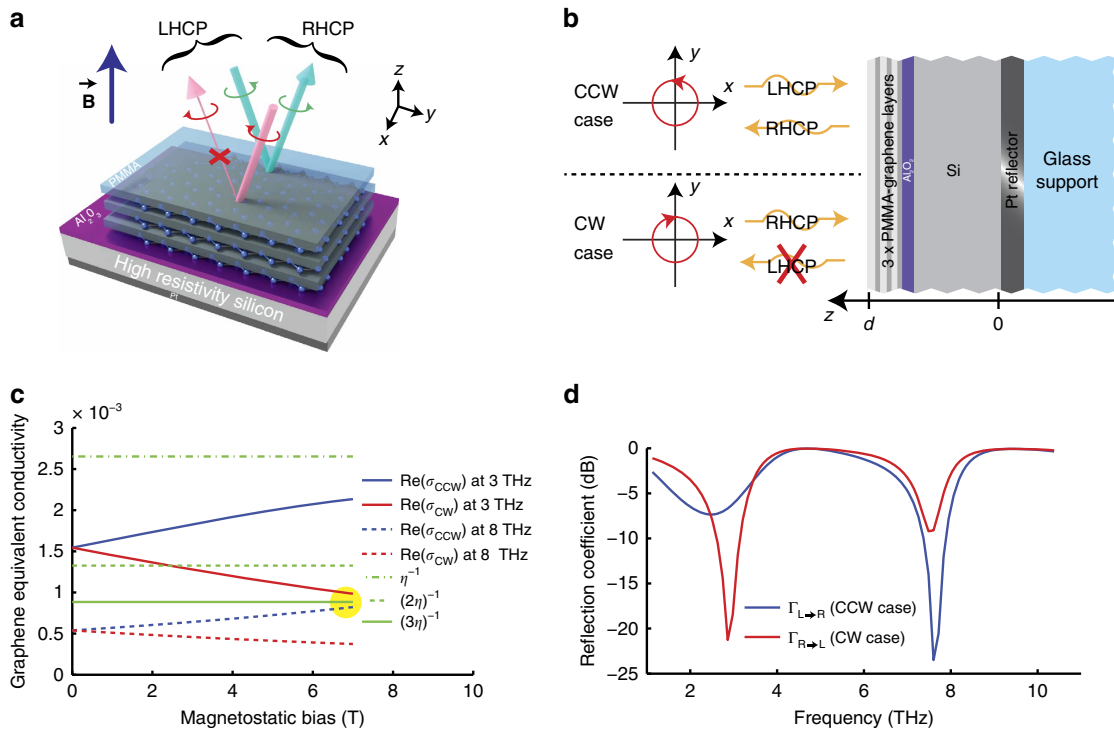 a
LHCP
RHCP
B
z
y
x
PMMA
Al2O3
High resistivity silicon
Pt
b
CCW
case
y
x
LHCP
RHCP
CW
case
y
x
RHCP
LHCP
3 x PMMA-graphene layers
Al2O2
Si
Pt reflector
Glass
support
z
d
0
c
× 10⁻³
Graphene equivalent conductivity
3
2.5
2
1.5
1
0.5
0
0
2
4
6
8
Magnetostatic bias (T)
Re(σCCW) at 3 THz
Re(σCW) at 3 THz
Re(σCCW) at 8 THz
Re(σCW) at 8 THz
η⁻¹
(2η)⁻¹
(3η)⁻¹
d
Reflection coefficient (dB)
0
−5
−10
−15
−20
−25
2
4
6
8
10
Frequency (THz)
ΓL→R (CCW case)
ΓR→L (CW case)